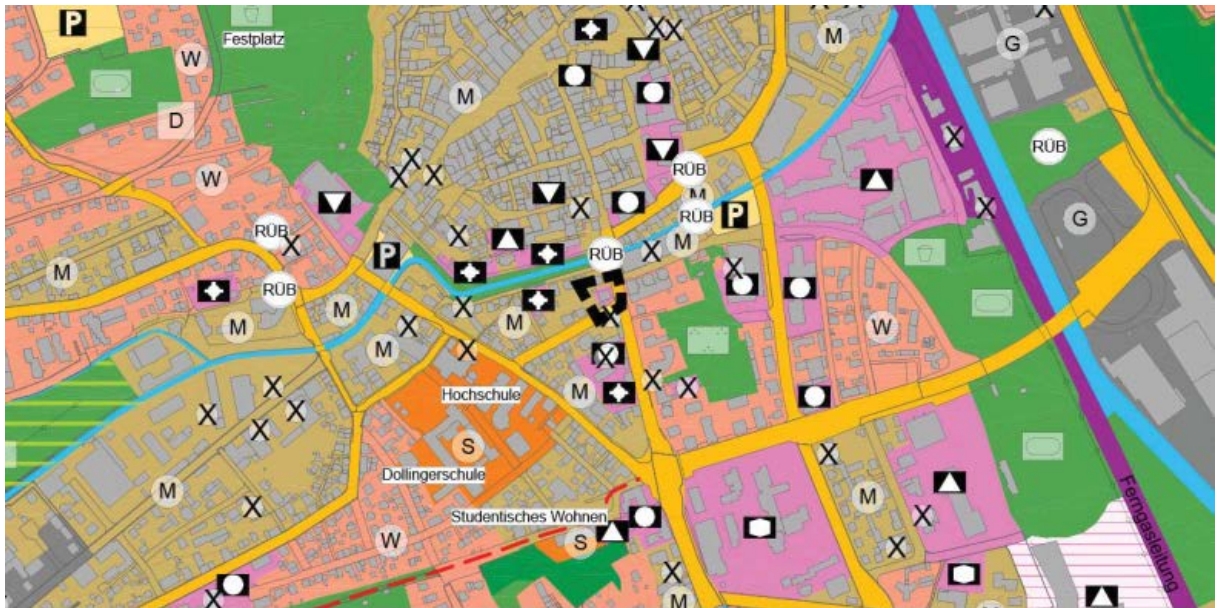 P
Festplatz
W
M
M
G
D
M
RÜB
W
RÜB
M
RÜB
P
G
RÜB
M
M
P
RÜB
RÜB
M
M
M
M
W
Hochschule
M
S
Dollingerschule
M
M
Studentisches Wohnen
W
S
Ferngasleitung
M
M